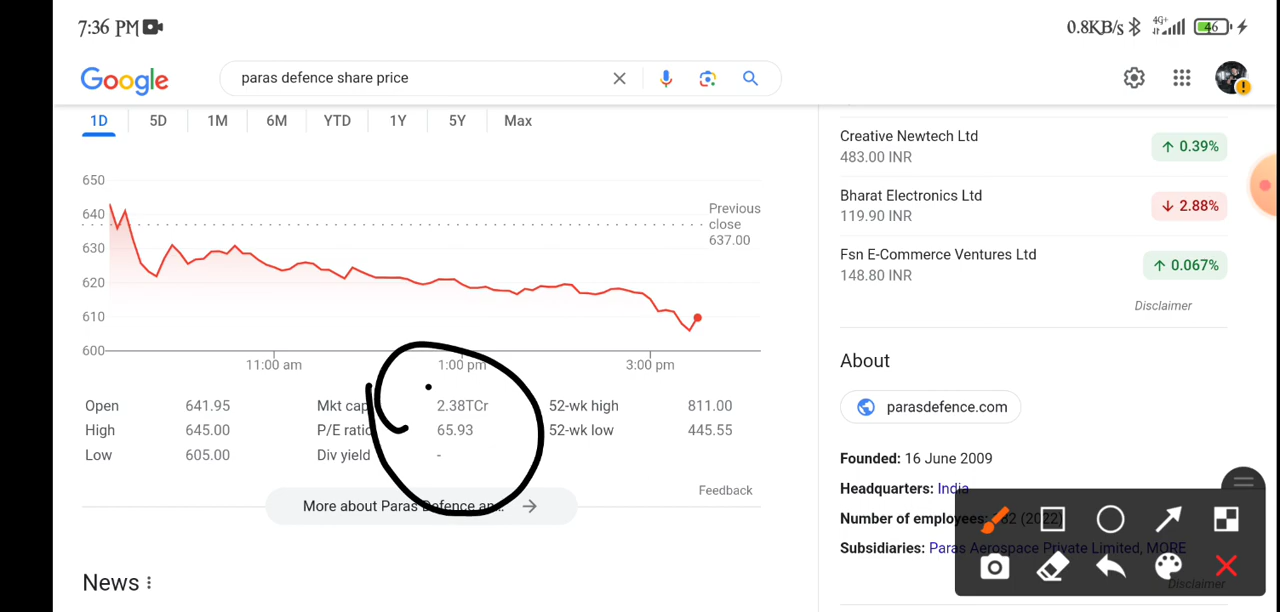 7:36 PM
0.8KB/s 4G+ 46
Google
paras defence share price
1D 5D 1M 6M YTD 1Y 5Y Max
650
640
630
620
610
600
Previous
close
637.00
11:00 am 1:00 pm 3:00 pm
Open 641.95 Mkt cap 2.38TCr 52-wk high 811.00
High 645.00 P/E ratio 65.93 52-wk low 445.55
Low 605.00 Div yield -
Feedback
More about Paras Defence an...
News
Creative Newtech Ltd
483.00 INR
0.39%
Bharat Electronics Ltd
119.90 INR
2.88%
Fsn E-Commerce Ventures Ltd
148.80 INR
0.067%
Disclaimer
About
parasdefence.com
Founded: 16 June 2009
Headquarters: India
Number of employees: (2022)
Subsidiaries: Paras Aerospace Private Limited, MORE
Disclaimer